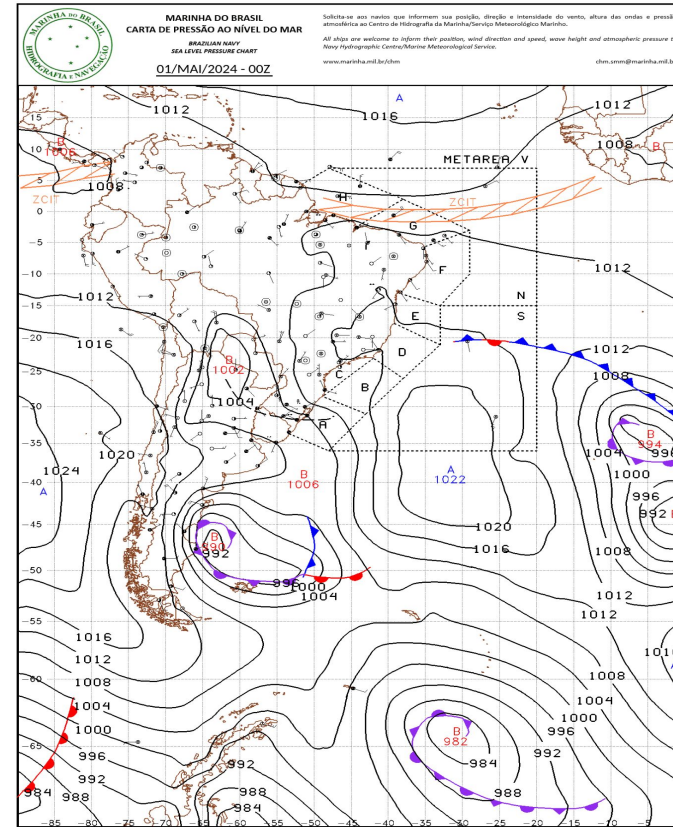 MARINHA DO BRASIL
HIDROGRAFIA E NAVEGAÇÃO
MARINHA DO BRASIL
CARTA DE PRESSÃO AO NÍVEL DO MAR
BRAZILIAN NAVY
SEA LEVEL PRESSURE CHART
01/MAI/2024 - 00Z
Solicita-se aos navios que informem sua posição, direção e intensidade do vento, altura das ondas e pressã
atmosférica ao Centro de Hidrografia da Marinha/Serviço Meteorológico Marinho.
All ships are welcome to inform their position, wind direction and speed, wave height and atmospheric pressure t
Navy Hydrographic Centre/Marine Meteorological Service.
www.marinha.mil.br/chm
chm.smm@marinha.mil.b
A
1012 1016 1012
15
B
1006
1008 B
METAREA V
10
5
1008
ZCIT
H
ZCIT
0
G
I
-5
F
-10
1012
1012
N
-15
E
S
-20
1016
D
1012
B
1002
1008
-25
C
B
1004
-30
A
B
994
-35
1020
1004 996
B
1006
A
1022
1000
-40
1024
A
996
992
-45
1020
B
990
992
1016
1008
-50
996
1000
1004
1012
-55
1012
1016
1012
101
-60
1008
1008
1004
1004
1000
1000
B
982
996
-65
996
992
992
984
992
984 988
988
988
984
-85 -80 -75 -70 -65 -60 -55 -50 -45 -40 -35 -30 -25 -20 -15 -10 -5